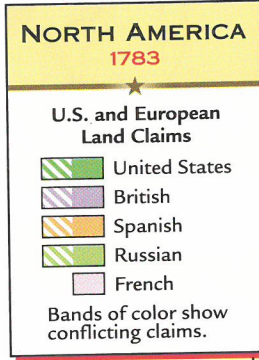 NORTH AMERICA
1783
U.S. and European
Land Claims
United States
British
Spanish
Russian
French
Bands of color show
conflicting claims.